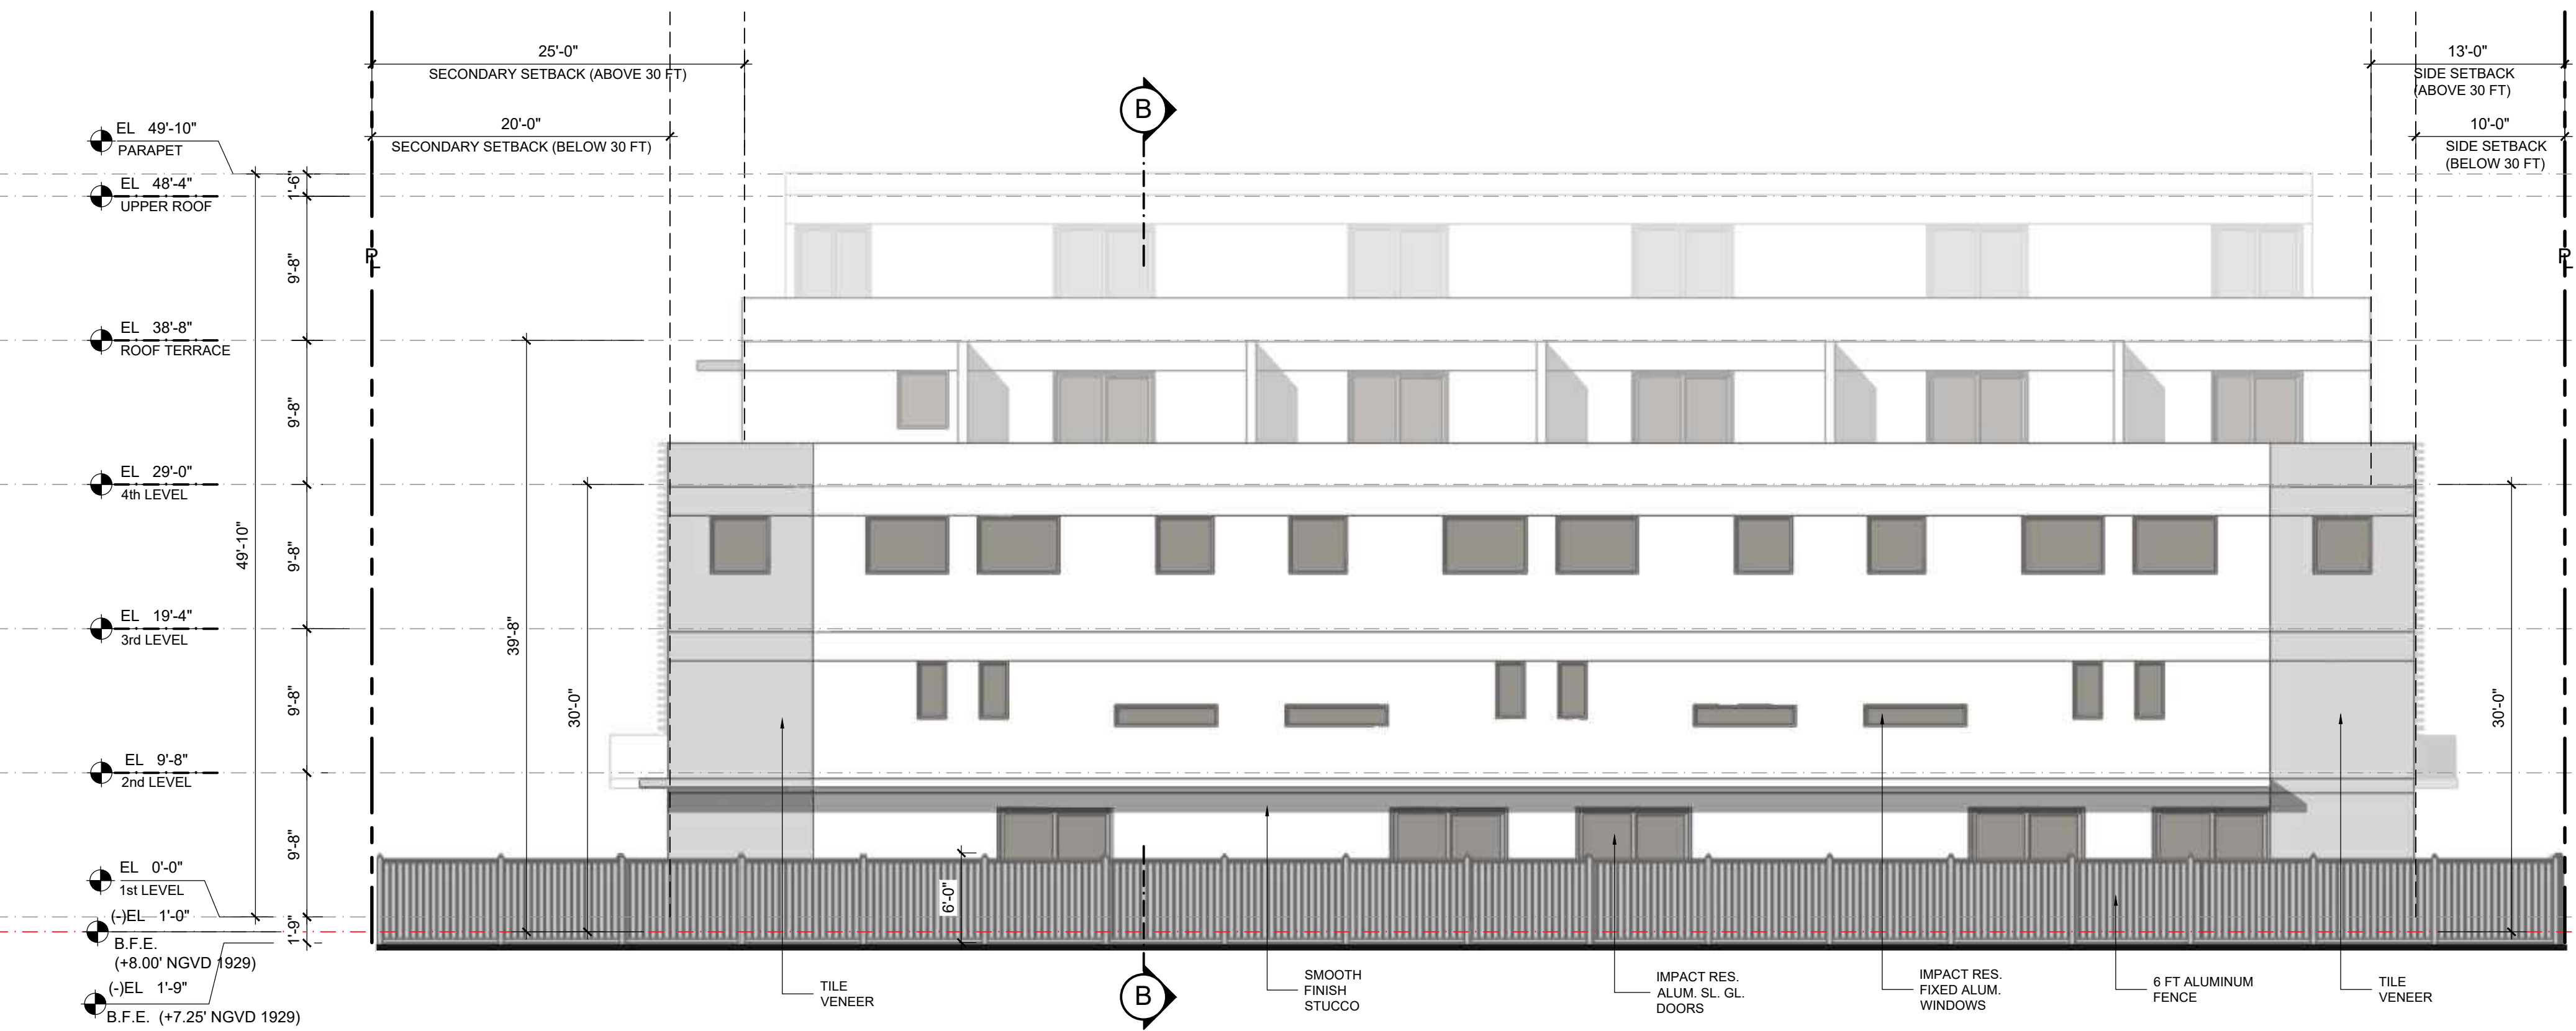 25'-0"
SECONDARY SETBACK (ABOVE 30 FT)
20'-0"
SECONDARY SETBACK (BELOW 30 FT)
B
13'-0"
SIDE SETBACK
(ABOVE 30 FT)
10'-0"
SIDE SETBACK
(BELOW 30 FT)
EL 49'-10"
PARAPET
1'-6"
EL 48'-4"
UPPER ROOF
9'-8"
PL
PL
EL 38'-8"
ROOF TERRACE
9'-8"
EL 29'-0"
4th LEVEL
49'-10"
9'-8"
EL 19'-4"
3rd LEVEL
39'-8"
9'-8"
30'-0"
30'-0"
EL 9'-8"
2nd LEVEL
9'-8"
EL 0'-0"
1st LEVEL
6'-0"
(-)EL 1'-0"
1'-9"
B.F.E.
(+8.00' NGVD 1929)
(-)EL 1'-9"
B.F.E. (+7.25' NGVD 1929)
TILE
VENEER
B
SMOOTH
FINISH
STUCCO
IMPACT RES.
ALUM. SL. GL.
DOORS
IMPACT RES.
FIXED ALUM.
WINDOWS
6 FT ALUMINUM
FENCE
TILE
VENEER